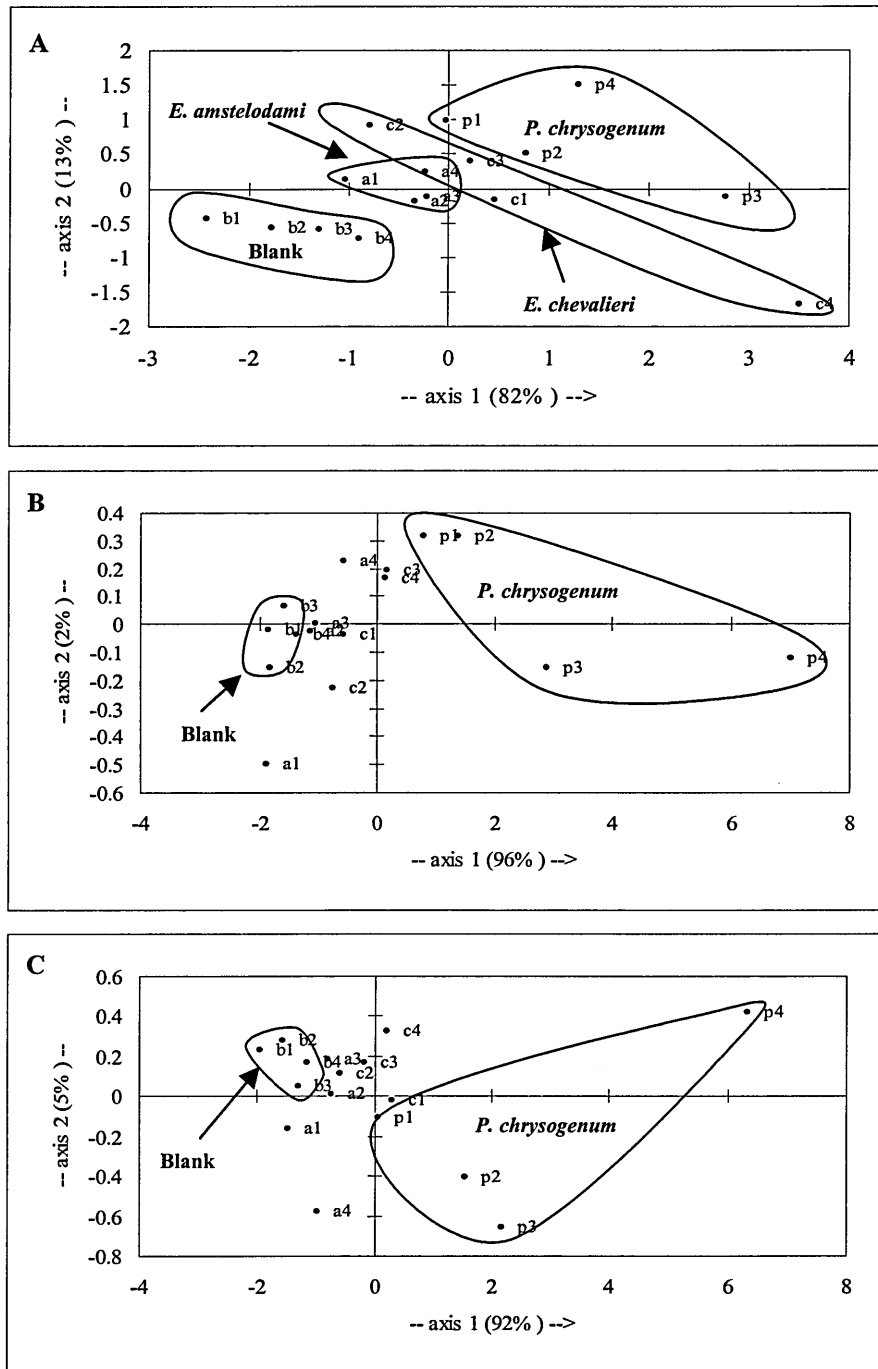 A
2
1.5
1
0.5
0
-0.5
-1
-1.5
-2
-- axis 2 (13% ) --
E. amstelodami
c2
p1
p4
P. chrysogenum
p2
c3
a4
a1
a3
a2
c1
p3
b1
b2
b3
b4
Blank
E. chevalieri
c4
-3
-1
0
1
2
3
4
-- axis 1 (82% ) -->
B
0.4
0.3
0.2
0.1
0
-0.1
-0.2
-0.3
-0.4
-0.5
-0.6
-- axis 2 (2% ) --
p1
p2
a4
c3
c4
P. chrysogenum
b3
a3
b1
b4
a2
c1
b2
p3
p4
c2
Blank
a1
-4
-2
0
2
4
6
8
-- axis 1 (96% ) -->
C
0.6
0.4
0.2
0
-0.2
-0.4
-0.6
-0.8
-- axis 2 (5% ) --
p4
c4
b2
b1
b4
a3
c3
c2
b3
a2
c1
p1
a1
P. chrysogenum
Blank
p2
a4
p3
-4
-2
0
2
4
6
8
-- axis 1 (92% ) -->